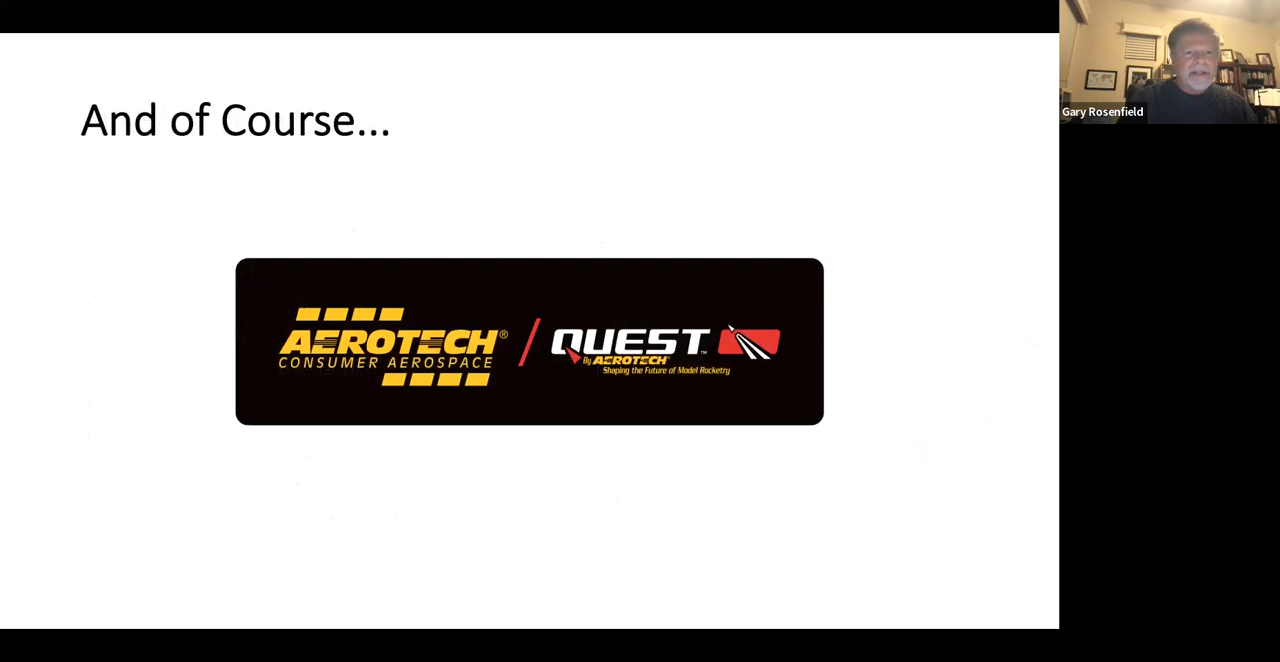 And of Course...
AEROTECH®
CONSUMER AEROSPACE
QUEST™
By AEROTECH®
Shaping the Future of Model Rocketry
Gary Rosenfield